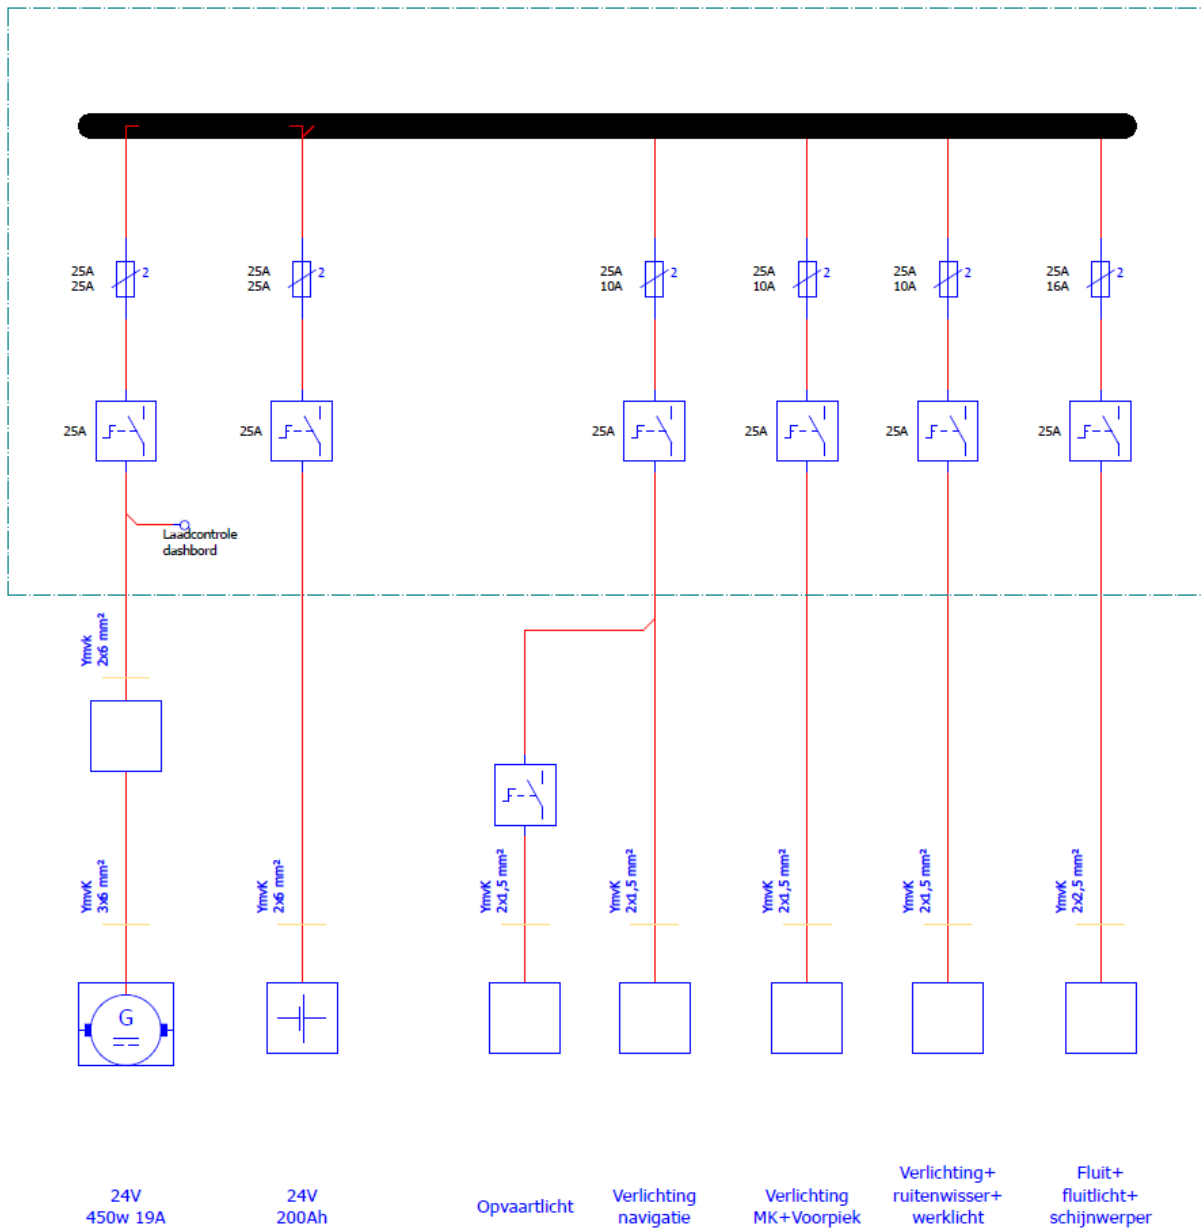 25A
25A
2
25A
25A
2
25A
10A
2
25A
10A
2
25A
10A
2
25A
16A
2
25A
25A
25A
25A
25A
25A
Laadcontrole
dashbord
Ymvk
2x6 mm²
YmvK
3x6 mm²
YmvK
2x6 mm²
YmvK
2x1,5 mm²
YmvK
2x1,5 mm²
YmvK
2x1,5 mm²
YmvK
2x1,5 mm²
YmvK
2x2,5 mm²
G
24V
450w 19A
24V
200Ah
Opvaartlicht
Verlichting
navigatie
Verlichting
MK+Voorpiek
Verlichting+
ruitenwisser+
werklicht
Fluit+
fluitlicht+
schijnwerper